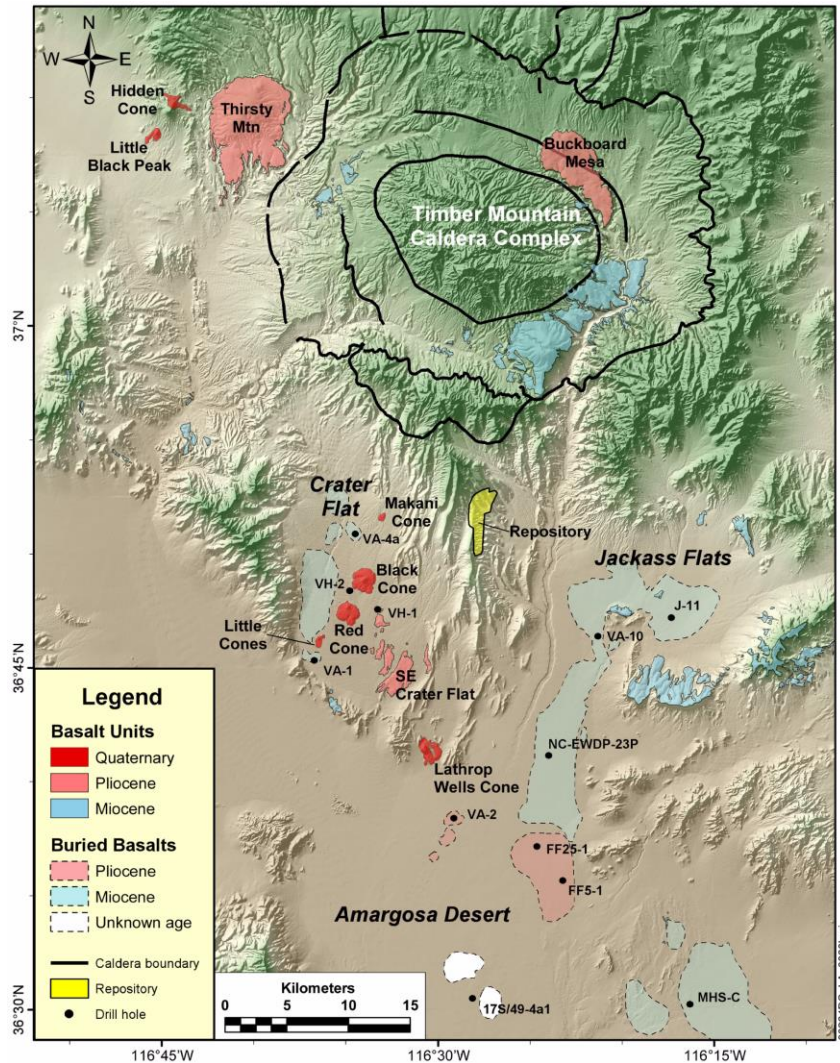 N
W E
S
Hidden
Cone
Thirsty
Mtn
Little
Black Peak
Buckboard
Mesa
Timber Mountain
Caldera Complex
37°N
Crater
Flat
Makani
Cone
Repository
VA-4a
Jackass Flats
Black
Cone
VH-2
J-11
VH-1
Little
Cones
Red
Cone
VA-10
36°45'N
VA-1
SE
Crater Flat
Legend
Basalt Units
Quaternary
Pliocene
Miocene
Buried Basalts
Pliocene
Miocene
Unknown age
Caldera boundary
Repository
Drill hole
NC-EWDP-23P
Lathrop
Wells Cone
VA-2
FF25-1
FF5-1
Amargosa Desert
Kilometers
0 5 10 15
17S/49-4a1
MHS-C
36°30'N
116°45'W
116°30'W
116°15'W